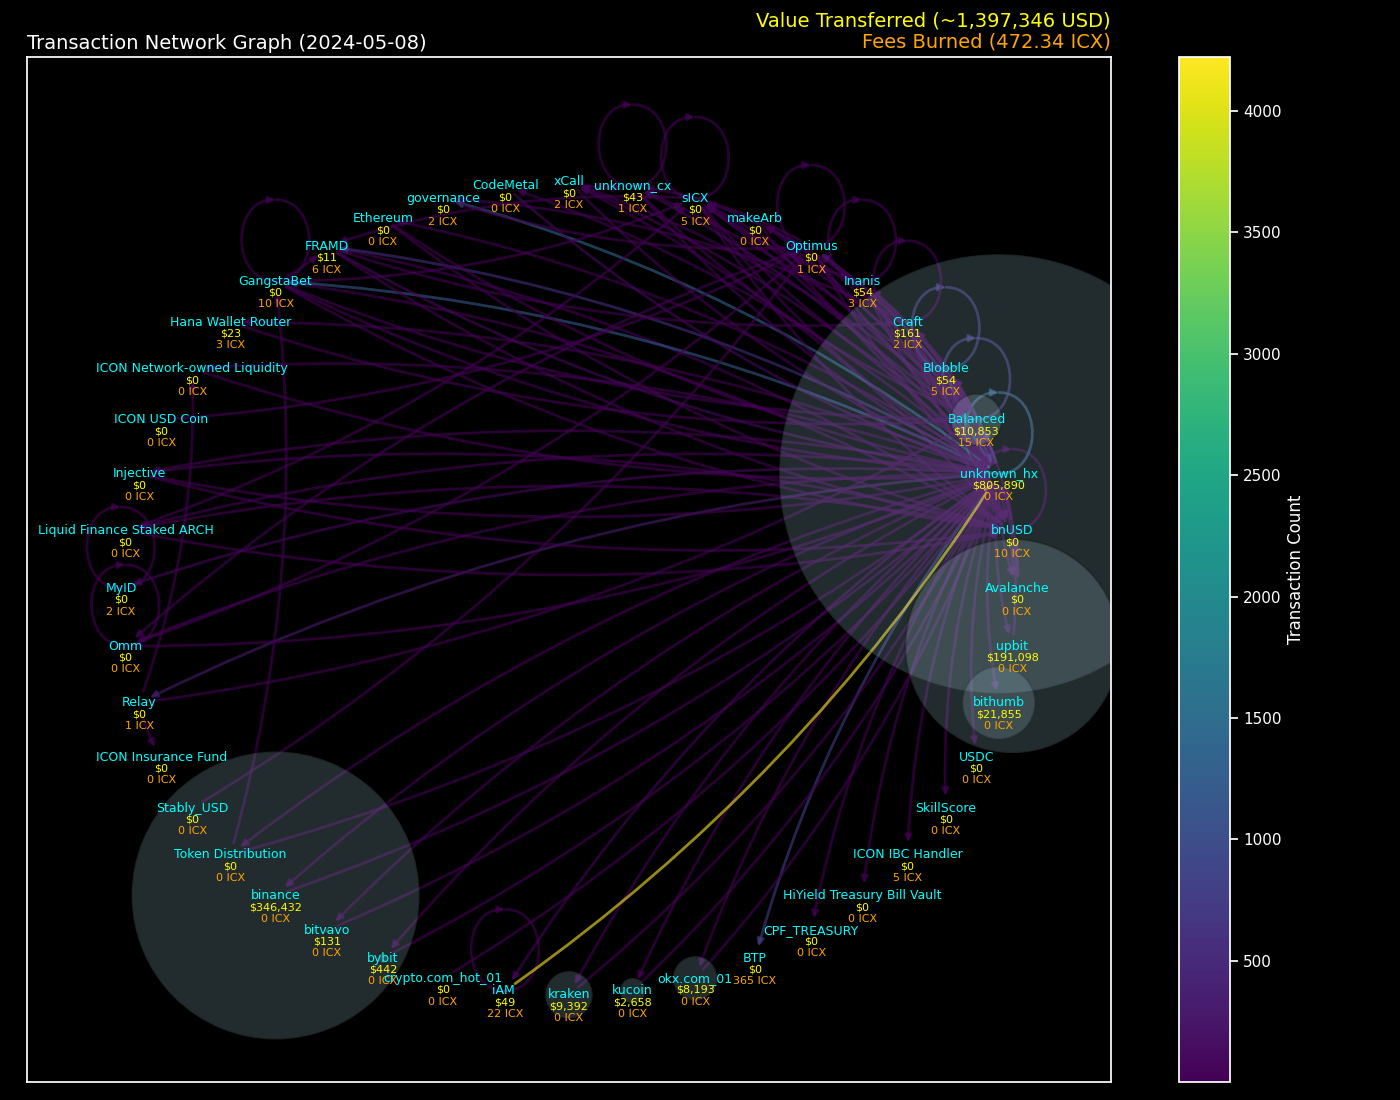 Value Transferred (~1,397,346 USD)
Transaction Network Graph (2024-05-08)
Fees Burned (472.34 ICX)
CodeMetal
$0
0 ICX
xCall
$0
2 ICX
unknown_cx
$43
1 ICX
governance
$0
2 ICX
sICX
$0
5 ICX
Ethereum
$0
0 ICX
makeArb
$0
0 ICX
FRAMD
$11
6 ICX
Optimus
$0
1 ICX
GangstaBet
$0
10 ICX
Inanis
$54
3 ICX
Hana Wallet Router
$23
3 ICX
Craft
$161
2 ICX
ICON Network-owned Liquidity
$0
0 ICX
Blobble
$54
5 ICX
ICON USD Coin
$0
0 ICX
Balanced
$10,853
15 ICX
Injective
$0
0 ICX
unknown_hx
$805,890
0 ICX
Liquid Finance Staked ARCH
$0
0 ICX
bnUSD
$0
10 ICX
MyID
$0
2 ICX
Avalanche
$0
0 ICX
Omm
$0
0 ICX
upbit
$191,098
0 ICX
Relay
$0
1 ICX
bithumb
$21,855
0 ICX
ICON Insurance Fund
$0
0 ICX
USDC
$0
0 ICX
Stably_USD
$0
0 ICX
SkillScore
$0
0 ICX
Token Distribution
$0
0 ICX
ICON IBC Handler
$0
5 ICX
binance
$346,432
0 ICX
HiYield Treasury Bill Vault
$0
0 ICX
bitvavo
$131
0 ICX
CPF_TREASURY
$0
0 ICX
bybit
$442
0 ICX
BTP
$0
365 ICX
crypto.com_hot_01
$0
0 ICX
iAM
$49
22 ICX
kraken
$9,392
0 ICX
kucoin
$2,658
0 ICX
okx.com_01
$8,193
0 ICX
4000
3500
3000
2500
2000
1500
1000
500
Transaction Count